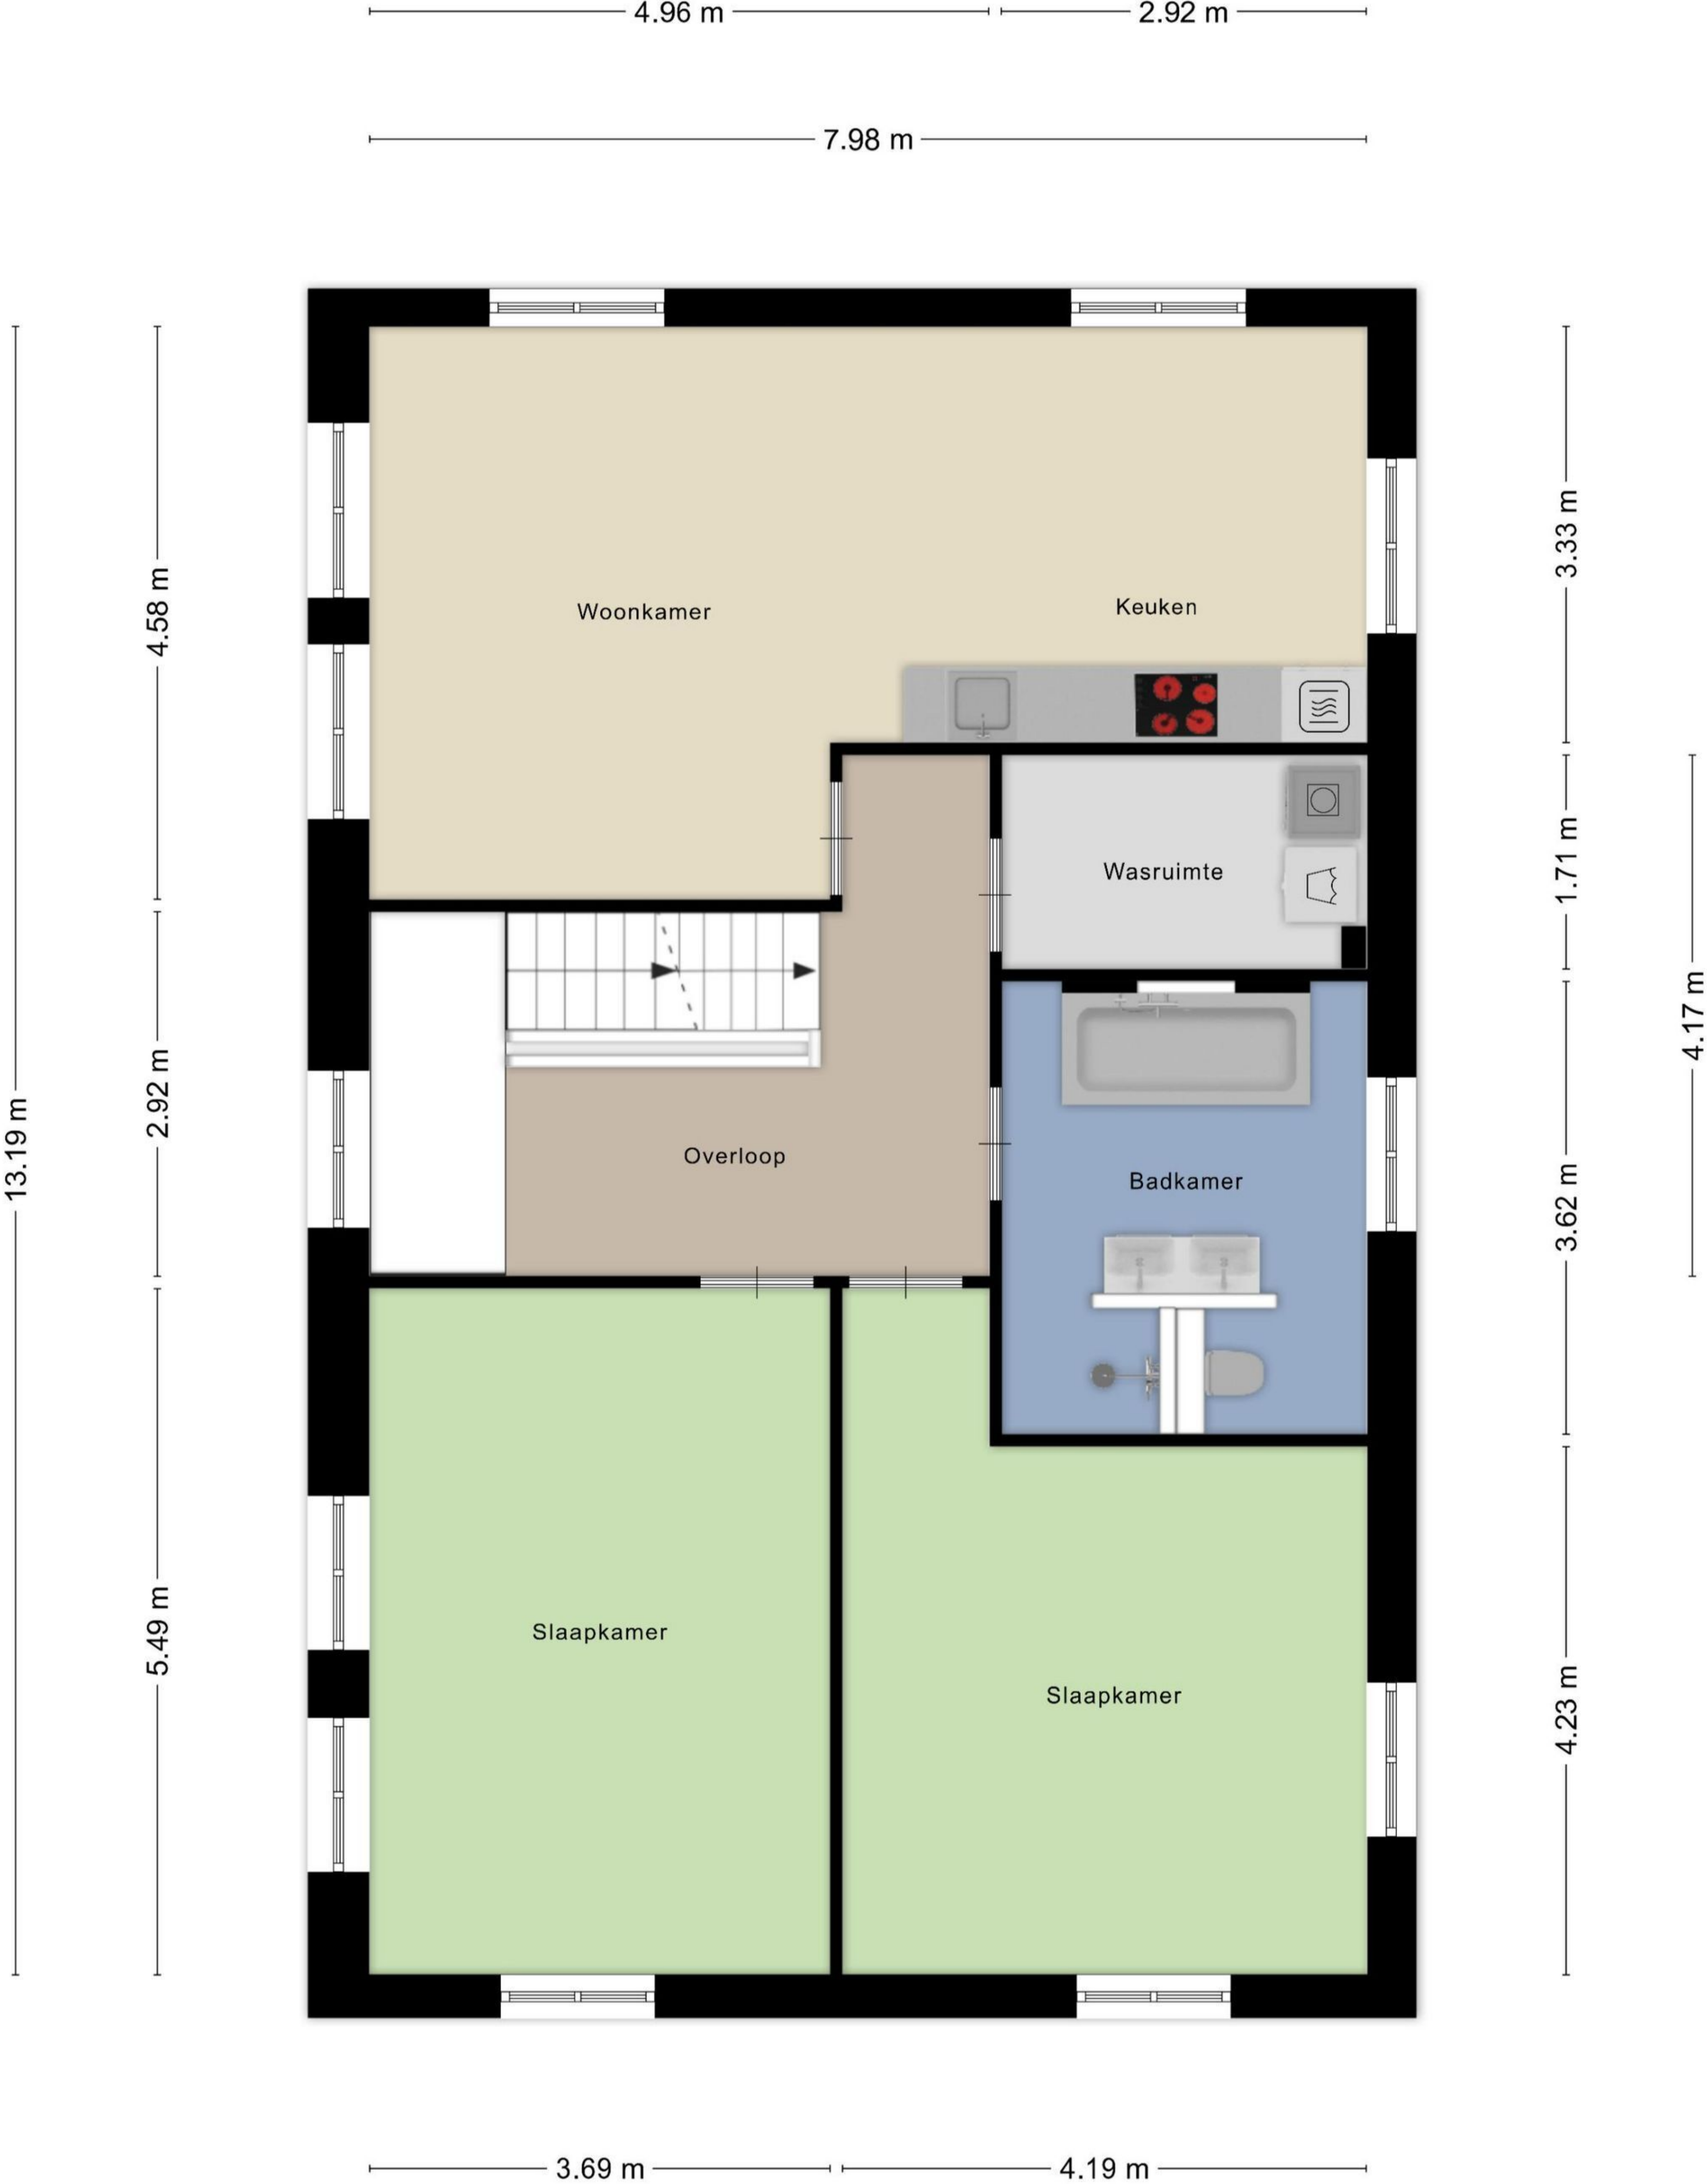 4.96 m
2.92 m
7.98 m
13.19 m
4.58 m
2.92 m
5.49 m
Woonkamer
Keuken
Wasruimte
Overloop
Badkamer
Slaapkamer
Slaapkamer
3.33 m
1.71 m
3.62 m
4.23 m
4.17 m
3.69 m
4.19 m